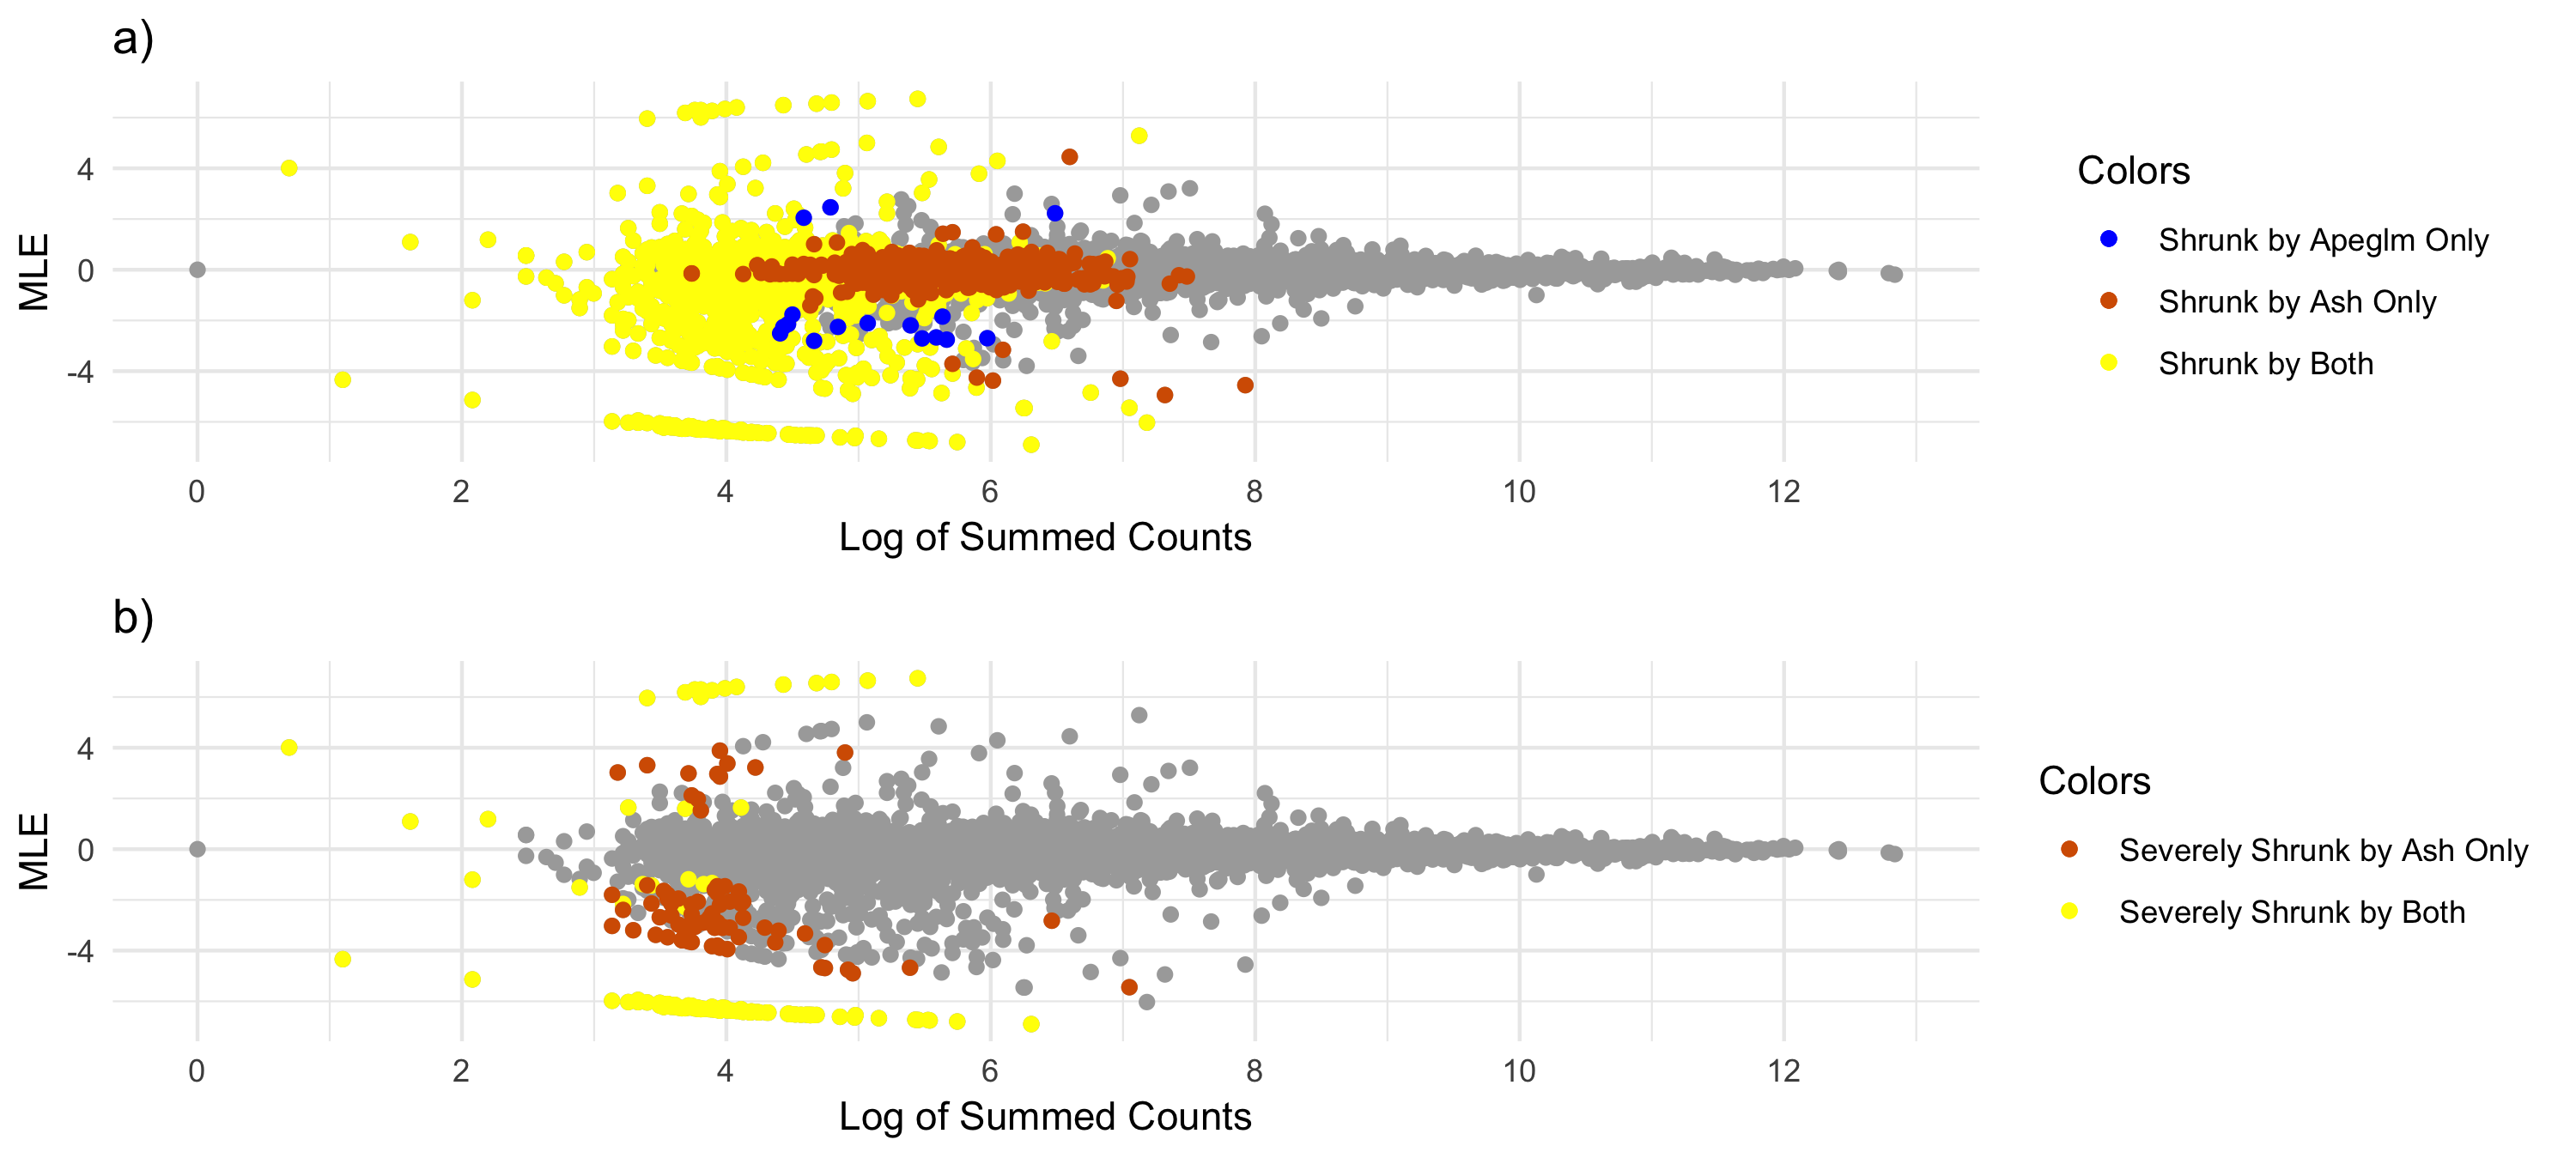 a)
MLE
4
0
-4
0 2 4 6 8 10 12
Log of Summed Counts
Colors
Shrunk by Apeglm Only
Shrunk by Ash Only
Shrunk by Both
b)
MLE
4
0
-4
0 2 4 6 8 10 12
Log of Summed Counts
Colors
Severely Shrunk by Ash Only
Severely Shrunk by Both